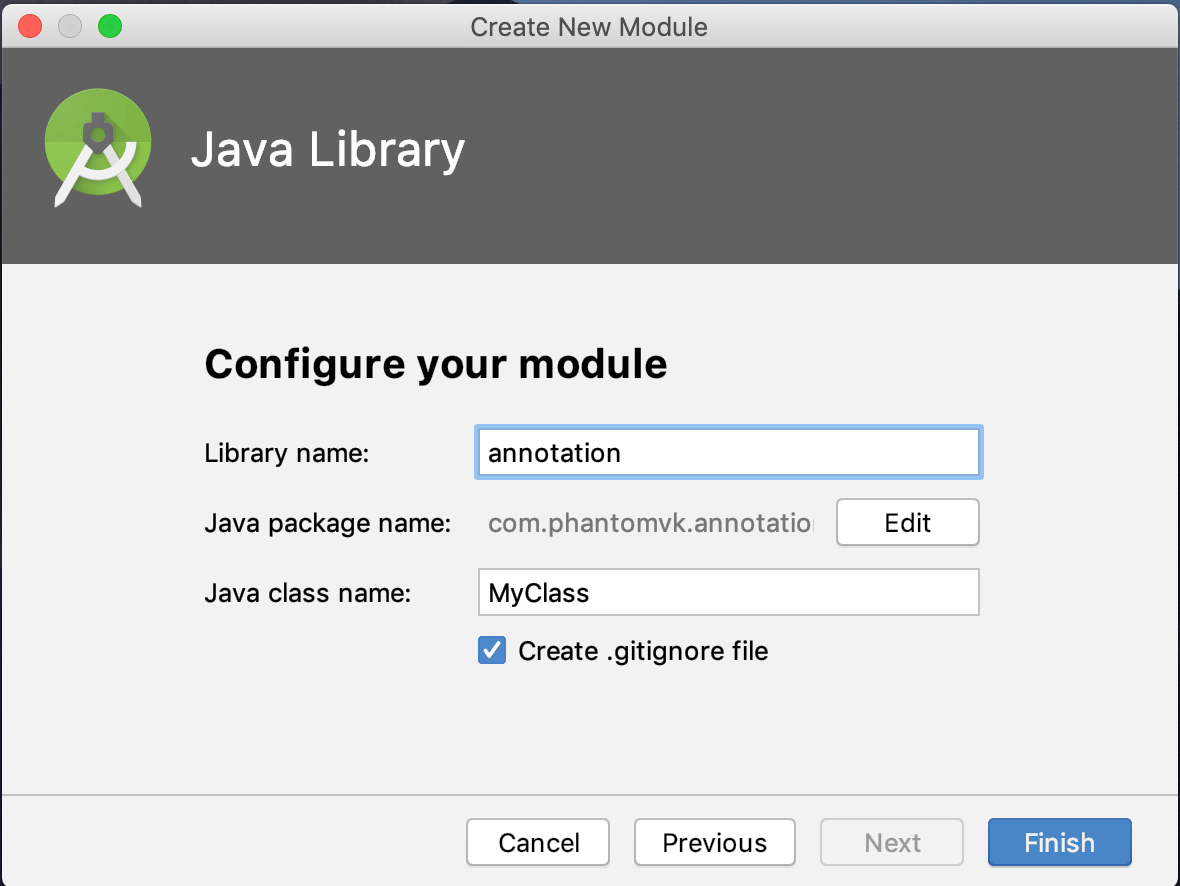 Create New Module
Java Library
Configure your module
Library name: annotation
Java package name: com.phantomvk.annotatio Edit
Java class name: MyClass
Create .gitignore file
Cancel Previous Next Finish